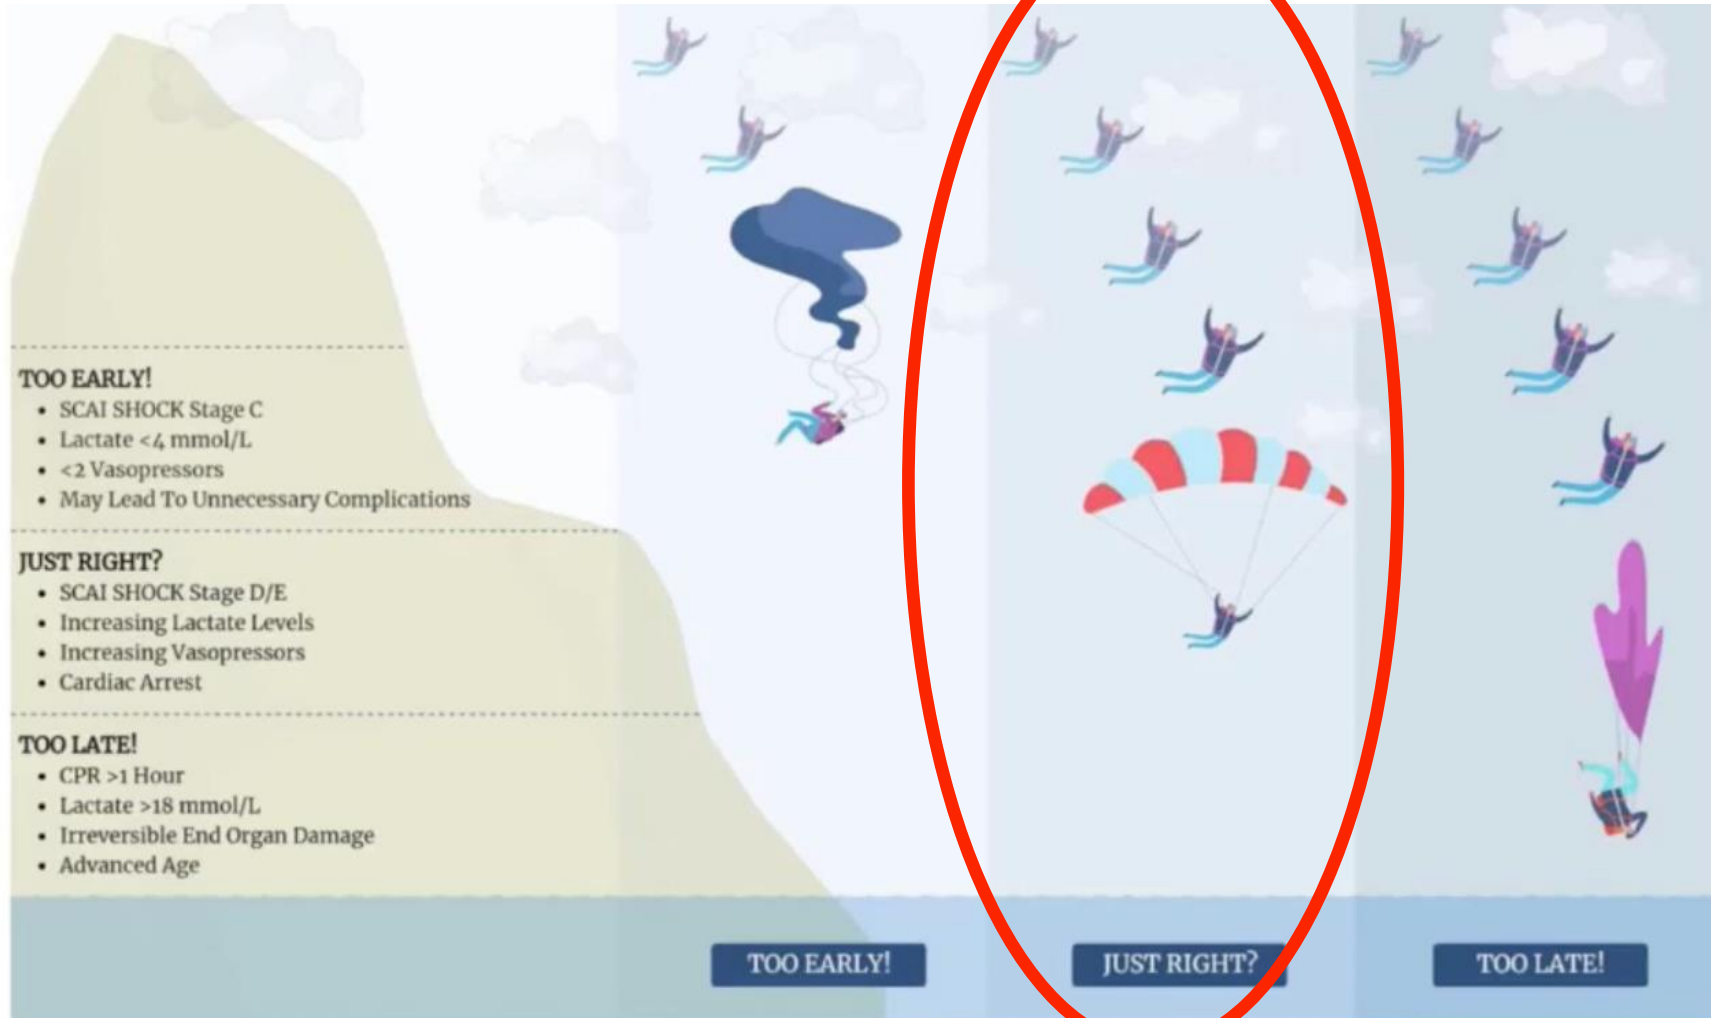 TOO EARLY!
• SCAI SHOCK Stage C
• Lactate <4 mmol/L
• <2 Vasopressors
• May Lead To Unnecessary Complications
JUST RIGHT?
• SCAI SHOCK Stage D/E
• Increasing Lactate Levels
• Increasing Vasopressors
• Cardiac Arrest
TOO LATE!
• CPR >1 Hour
• Lactate >18 mmol/L
• Irreversible End Organ Damage
• Advanced Age
TOO EARLY!
JUST RIGHT?
TOO LATE!